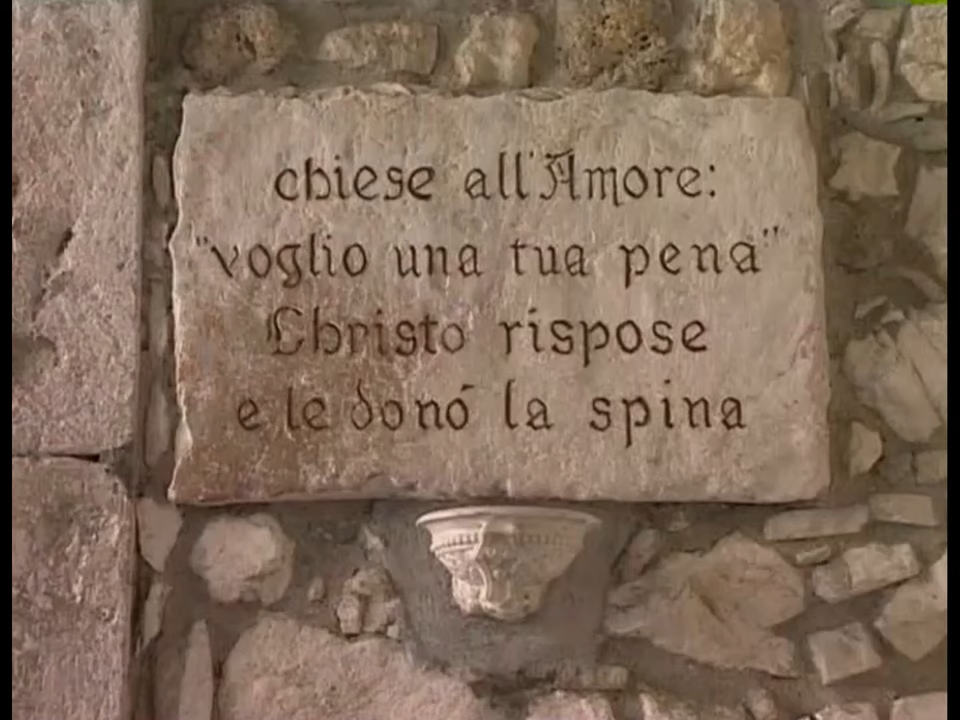 chiese all'Amore:
"voglio una tua pena"
Christo rispose
e le donó la spina